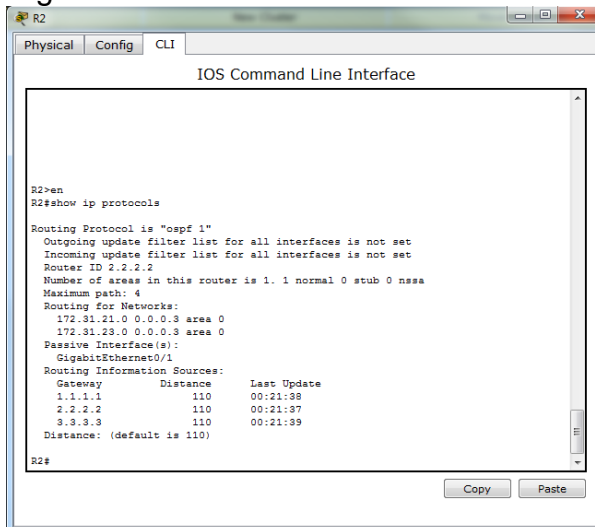 R2
Physical Config CLI
IOS Command Line Interface
R2>en
R2#show ip protocols
Routing Protocol is "ospf 1"
Outgoing update filter list for all interfaces is not set
Incoming update filter list for all interfaces is not set
Router ID 2.2.2.2
Number of areas in this router is 1. 1 normal 0 stub 0 nssa
Maximum path: 4
Routing for Networks:
172.31.21.0 0.0.0.3 area 0
172.31.23.0 0.0.0.3 area 0
Passive Interface(s):
GigabitEthernet0/1
Routing Information Sources:
Gateway Distance Last Update
1.1.1.1 110 00:21:38
2.2.2.2 110 00:21:37
3.3.3.3 110 00:21:39
Distance: (default is 110)
R2#
Copy Paste